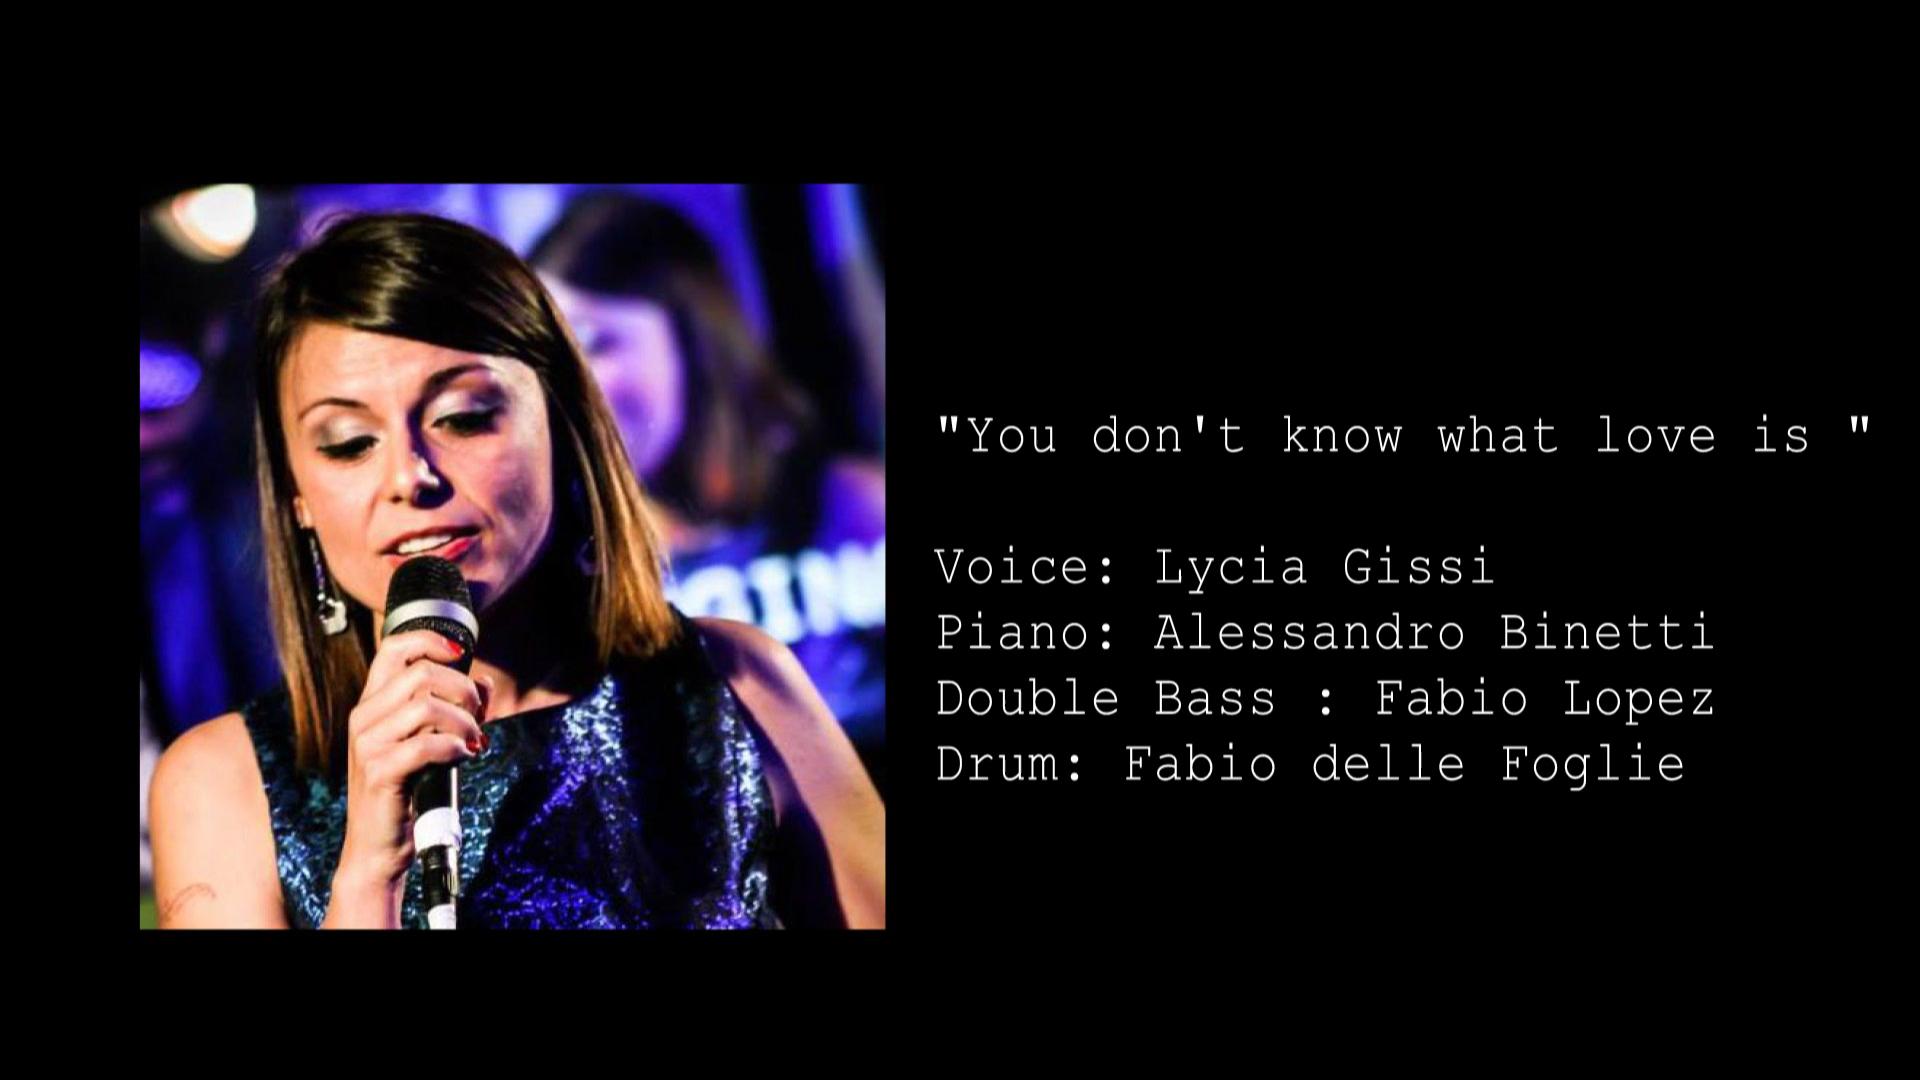 "You don't know what love is "
Voice: Lycia Gissi
Piano: Alessandro Binetti
Double Bass : Fabio Lopez
Drum: Fabio delle Foglie